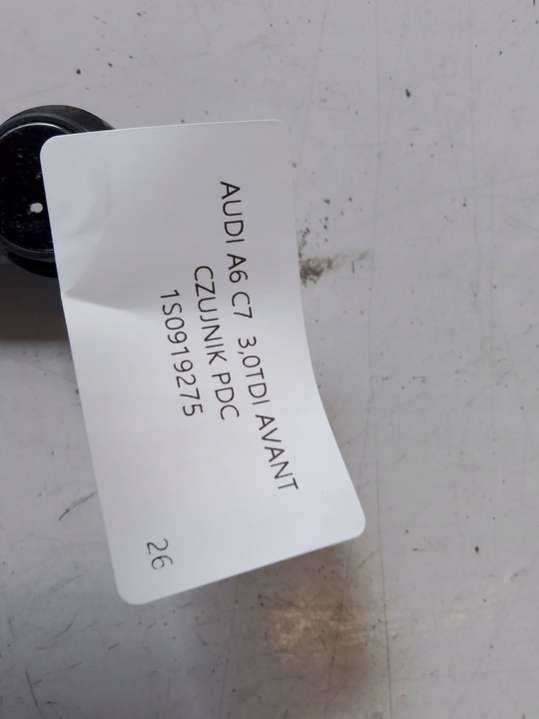 AUDI A6 C7 3,0TDI AVANT
CZUJNIK PDC
1S0919275
26